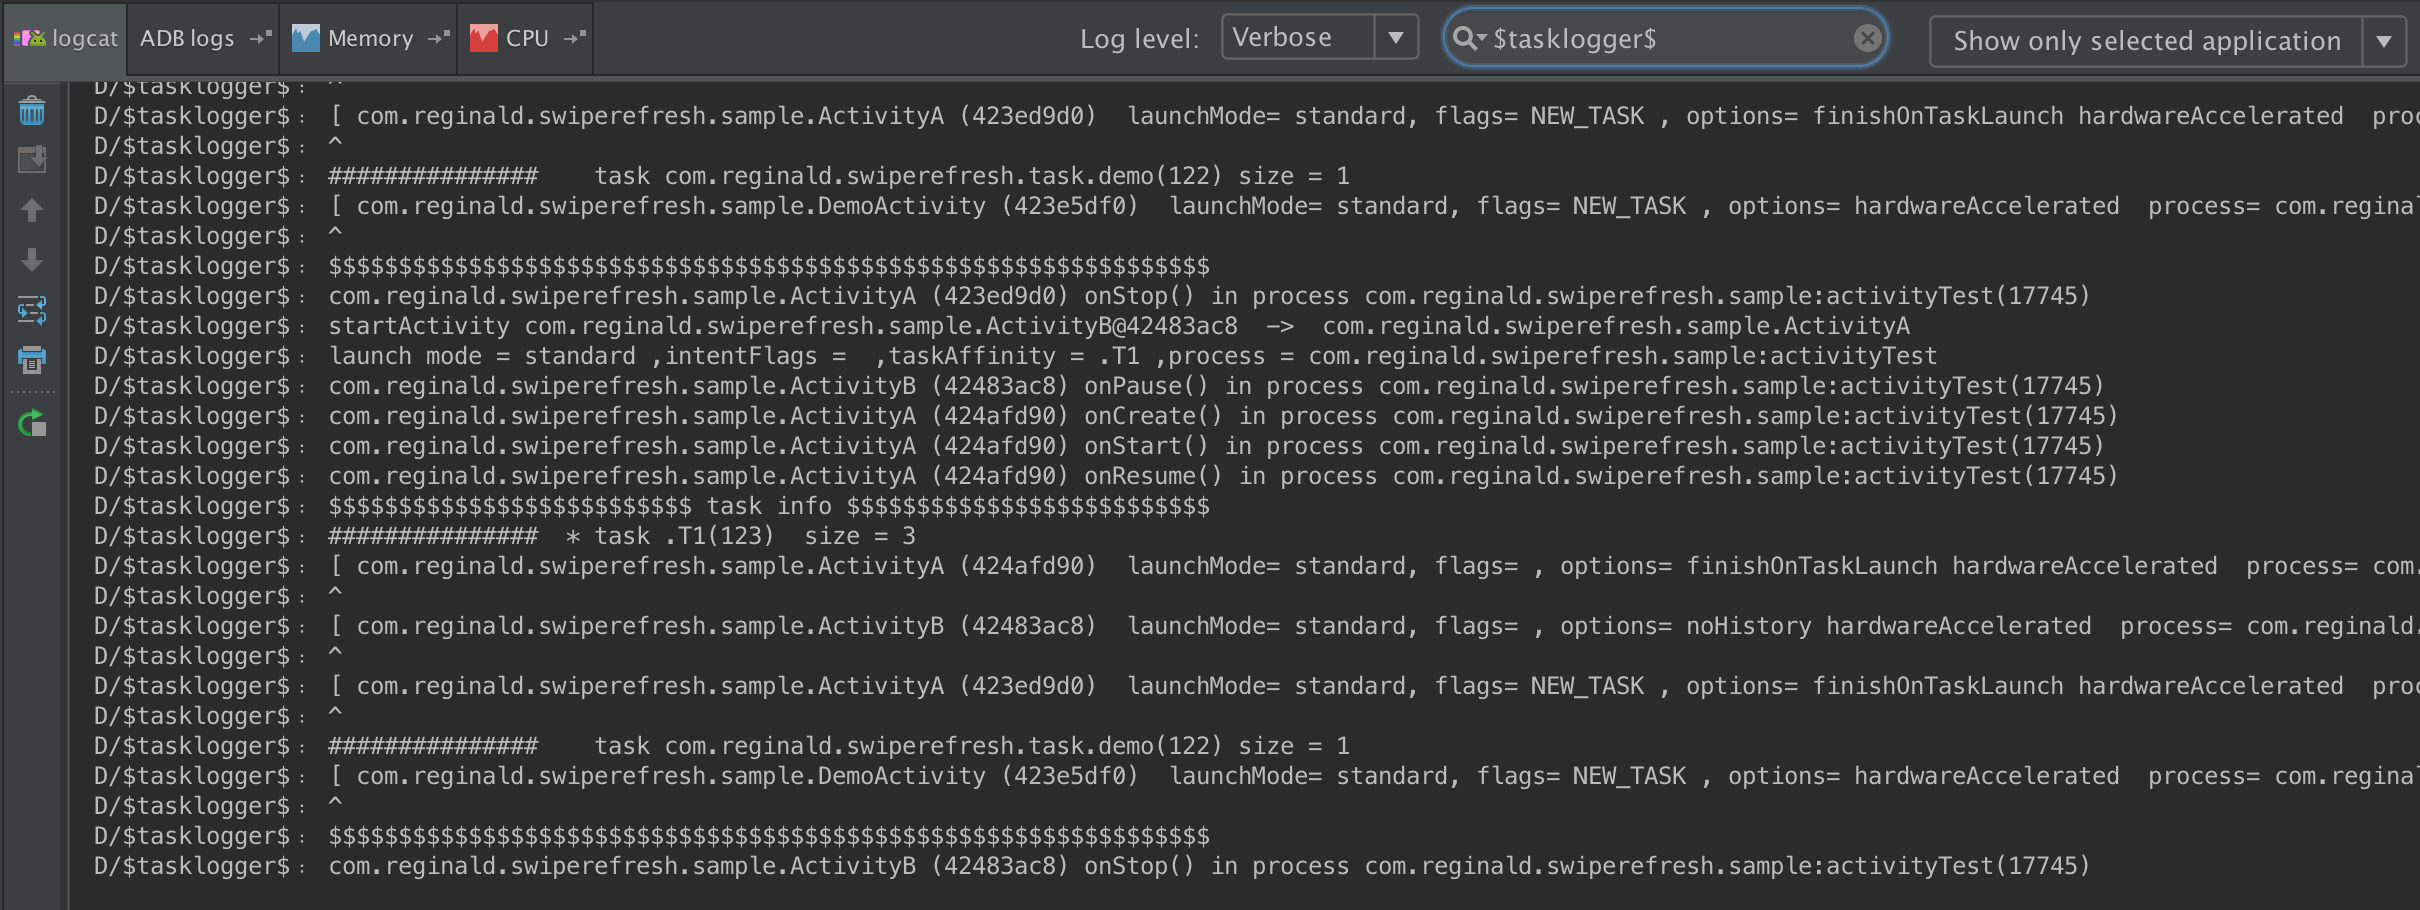 logcat ADB logs Memory CPU Log level: Verbose $tasklogger$ Show only selected application
D/$tasklogger$: ^
D/$tasklogger$: [ com.reginald.swiperefresh.sample.ActivityA (423ed9d0)  launchMode= standard, flags= NEW_TASK , options= finishOnTaskLaunch hardwareAccelerated  proc
D/$tasklogger$: ^
D/$tasklogger$: ###############    task com.reginald.swiperefresh.task.demo(122) size = 1
D/$tasklogger$: [ com.reginald.swiperefresh.sample.DemoActivity (423e5df0)  launchMode= standard, flags= NEW_TASK , options= hardwareAccelerated  process= com.reginal
D/$tasklogger$: ^
D/$tasklogger$: $$$$$$$$$$$$$$$$$$$$$$$$$$$$$$$$$$$$$$$$$$$$$$$$$$$$$$$$$$$$$$$
D/$tasklogger$: com.reginald.swiperefresh.sample.ActivityA (423ed9d0) onStop() in process com.reginald.swiperefresh.sample:activityTest(17745)
D/$tasklogger$: startActivity com.reginald.swiperefresh.sample.ActivityB@42483ac8  ->  com.reginald.swiperefresh.sample.ActivityA
D/$tasklogger$: launch mode = standard ,intentFlags =  ,taskAffinity = .T1 ,process = com.reginald.swiperefresh.sample:activityTest
D/$tasklogger$: com.reginald.swiperefresh.sample.ActivityB (42483ac8) onPause() in process com.reginald.swiperefresh.sample:activityTest(17745)
D/$tasklogger$: com.reginald.swiperefresh.sample.ActivityA (424afd90) onCreate() in process com.reginald.swiperefresh.sample:activityTest(17745)
D/$tasklogger$: com.reginald.swiperefresh.sample.ActivityA (424afd90) onStart() in process com.reginald.swiperefresh.sample:activityTest(17745)
D/$tasklogger$: com.reginald.swiperefresh.sample.ActivityA (424afd90) onResume() in process com.reginald.swiperefresh.sample:activityTest(17745)
D/$tasklogger$: $$$$$$$$$$$$$$$$$$$$$$$$$$ task info $$$$$$$$$$$$$$$$$$$$$$$$$$
D/$tasklogger$: ###############  * task .T1(123)  size = 3
D/$tasklogger$: [ com.reginald.swiperefresh.sample.ActivityA (424afd90)  launchMode= standard, flags= , options= finishOnTaskLaunch hardwareAccelerated  process= com.
D/$tasklogger$: ^
D/$tasklogger$: [ com.reginald.swiperefresh.sample.ActivityB (42483ac8)  launchMode= standard, flags= , options= noHistory hardwareAccelerated  process= com.reginald.
D/$tasklogger$: ^
D/$tasklogger$: [ com.reginald.swiperefresh.sample.ActivityA (423ed9d0)  launchMode= standard, flags= NEW_TASK , options= finishOnTaskLaunch hardwareAccelerated  proc
D/$tasklogger$: ^
D/$tasklogger$: ###############    task com.reginald.swiperefresh.task.demo(122) size = 1
D/$tasklogger$: [ com.reginald.swiperefresh.sample.DemoActivity (423e5df0)  launchMode= standard, flags= NEW_TASK , options= hardwareAccelerated  process= com.reginal
D/$tasklogger$: ^
D/$tasklogger$: $$$$$$$$$$$$$$$$$$$$$$$$$$$$$$$$$$$$$$$$$$$$$$$$$$$$$$$$$$$$$$$
D/$tasklogger$: com.reginald.swiperefresh.sample.ActivityB (42483ac8) onStop() in process com.reginald.swiperefresh.sample:activityTest(17745)